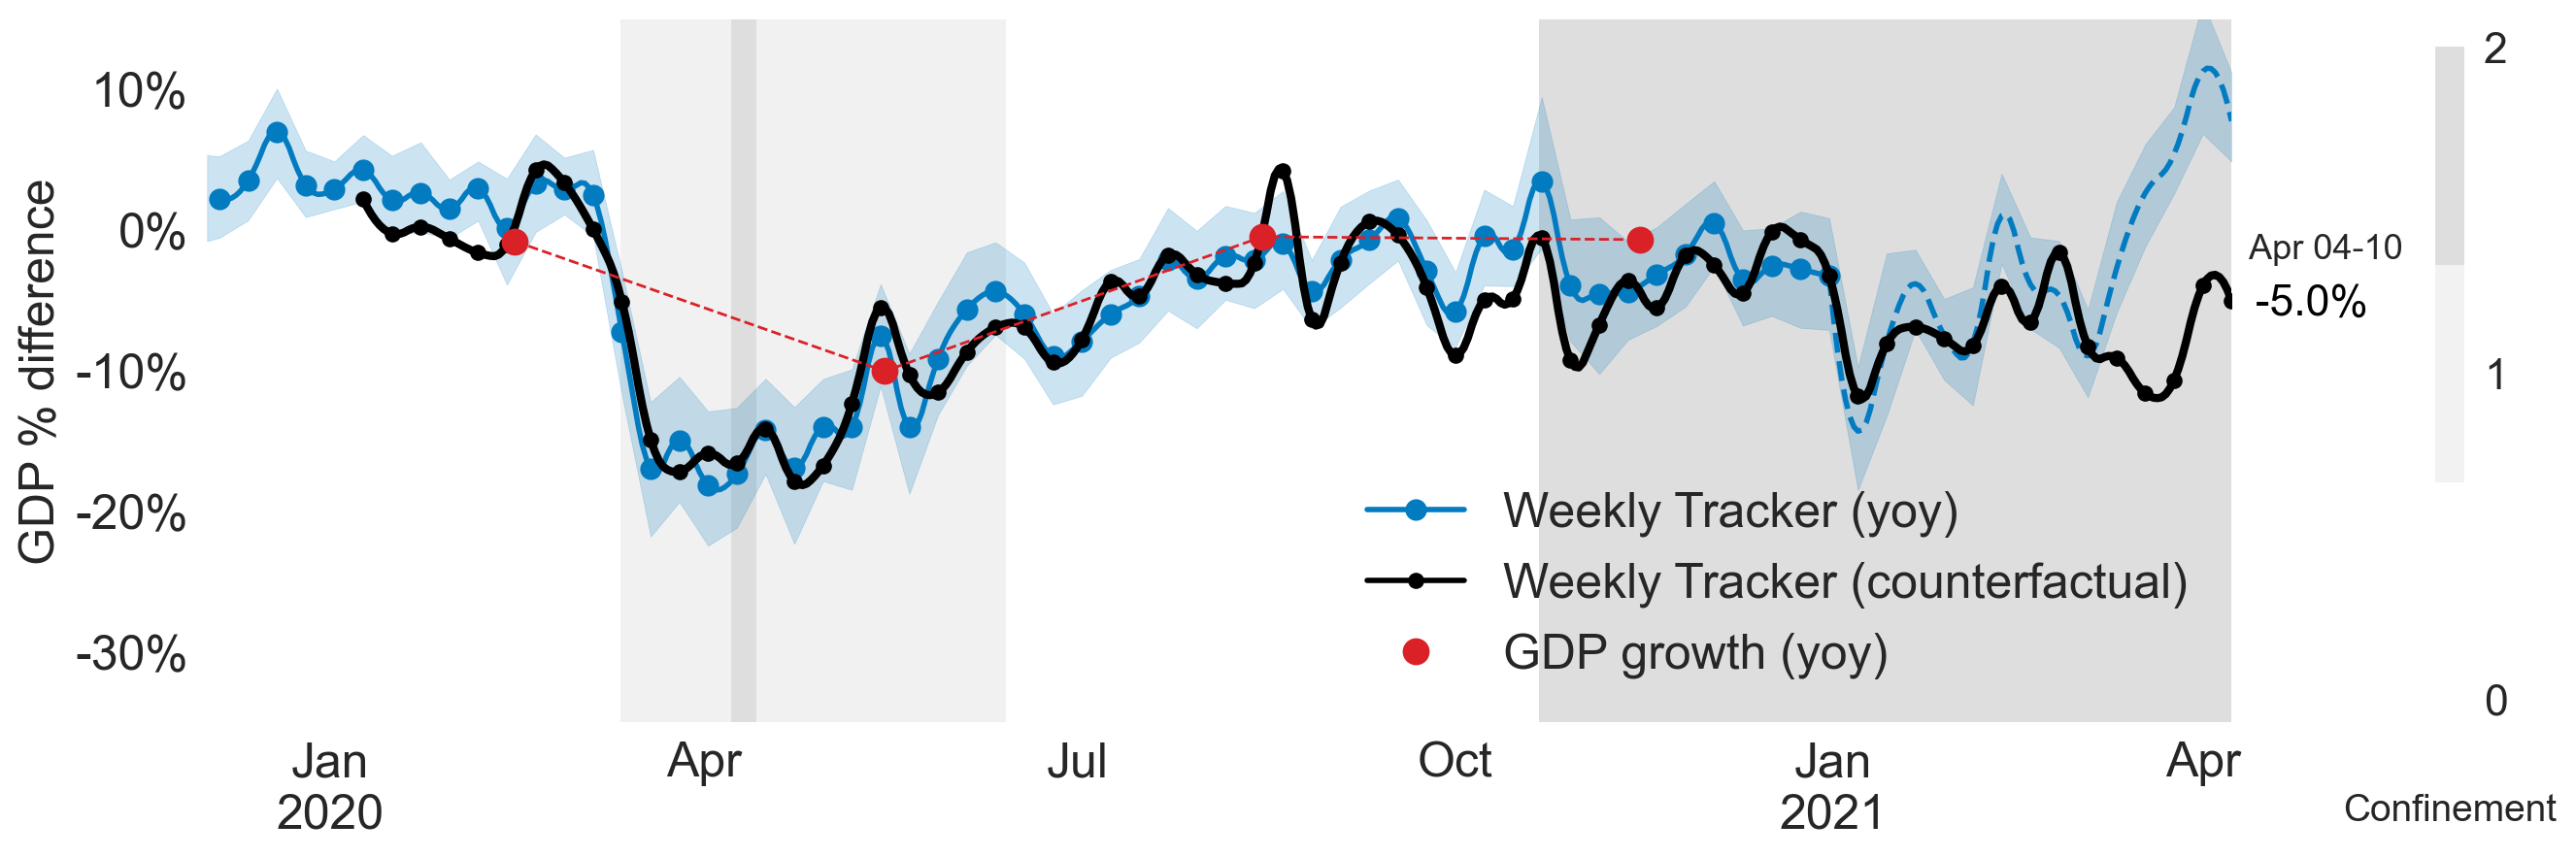 GDP % difference
10%
0%
-10%
-20%
-30%
Weekly Tracker (yoy)
Weekly Tracker (counterfactual)
GDP growth (yoy)
Apr 04-10
-5.0%
2
1
0
Jan
2020
Apr
Jul
Oct
Jan
2021
Apr
Confinement